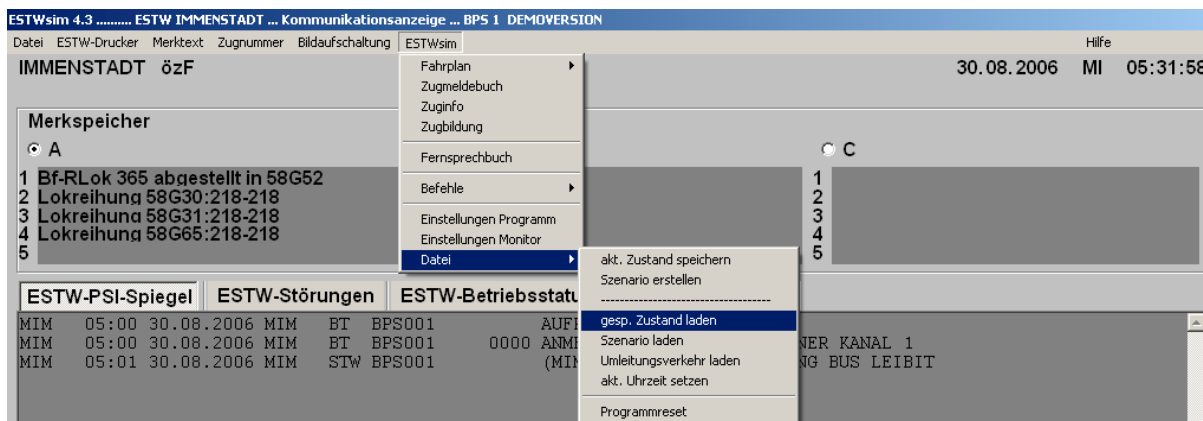 ESTWsim 4.3 .......... ESTW IMMENSTADT ... Kommunikationsanzeige ... BPS 1 DEMOVERSION
Datei ESTW-Drucker Merktext Zugnummer Bildaufschaltung ESTWsim Hilfe
IMMENSTADT özF 30.08.2006 MI 05:31:58
Fahrplan
Zugmeldebuch
Zuginfo
Zugbildung
Fernsprechbuch
Befehle
Einstellungen Programm
Einstellungen Monitor
Datei
akt. Zustand speichern
Szenario erstellen
-----------------------------------
gesp. Zustand laden
Szenario laden
Umleitungsverkehr laden
akt. Uhrzeit setzen
Programmreset
Merkspeicher
A
1 Bf-RLok 365 abgestellt in 58G52
2 Lokreihung 58G30:218-218
3 Lokreihung 58G31:218-218
4 Lokreihung 58G65:218-218
5
C
1
2
3
4
5
ESTW-PSI-Spiegel ESTW-Störungen
MIM 05:00 30.08.2006 MIM BT BPS001
MIM 05:00 30.08.2006 MIM BT BPS001 0000 KANAL 1
MIM 05:01 30.08.2006 MIM STW BPS001 BUS LEIBIT